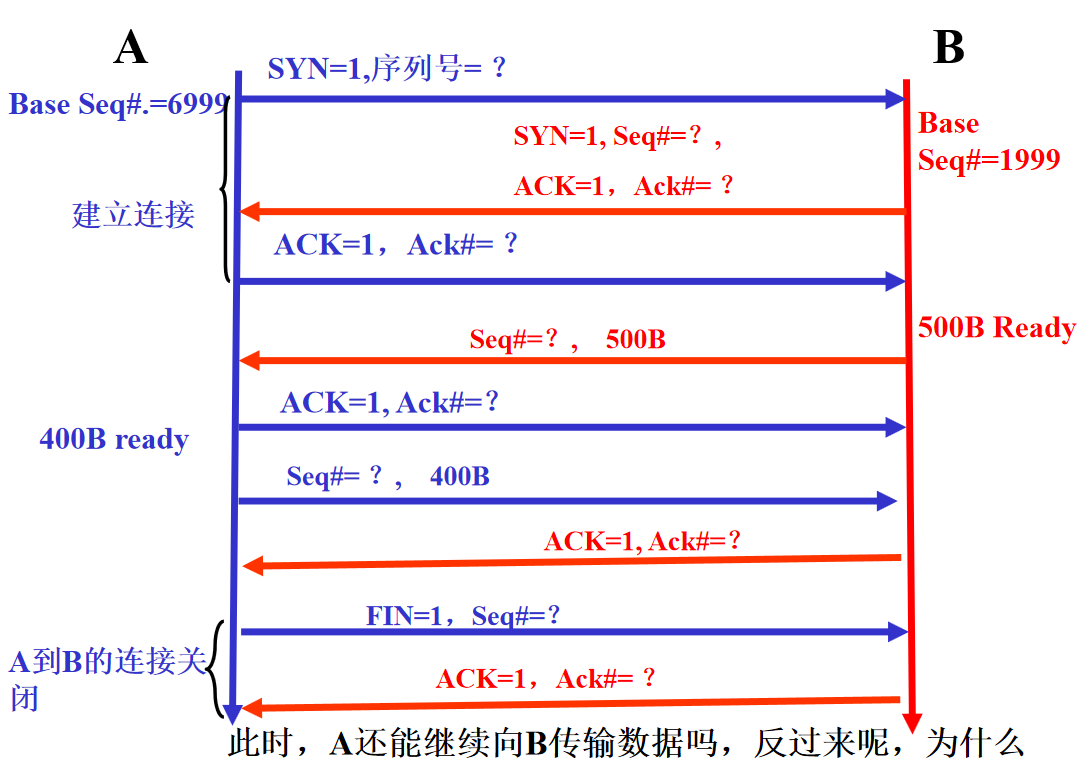 A
B
SYN=1,序列号=？
Base Seq#.=6999
Base
Seq#=1999
SYN=1, Seq#=？,
ACK=1，Ack#=？
建立连接
ACK=1，Ack#=？
500B Ready
Seq#=？, 500B
ACK=1, Ack#=？
400B ready
Seq#=？, 400B
ACK=1, Ack#=？
FIN=1，Seq#=？
A到B的连接关
闭
ACK=1，Ack#=？
此时，A还能继续向B传输数据吗，反过来呢，为什么